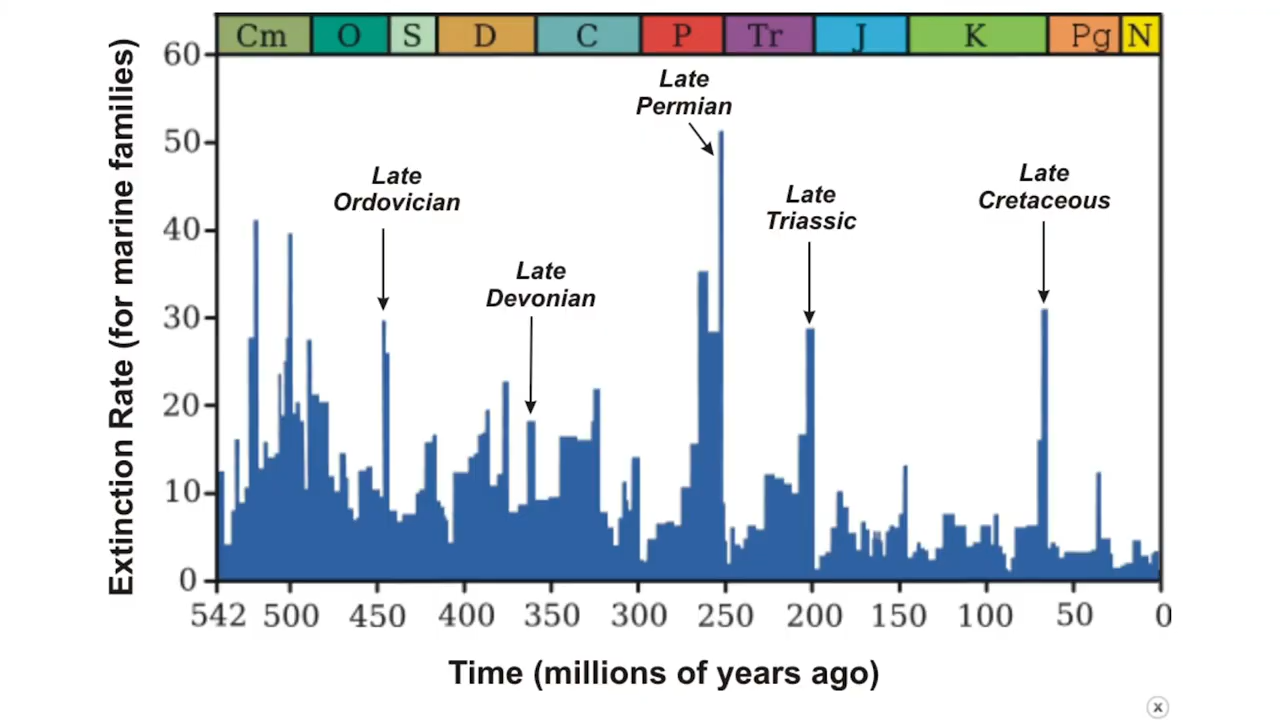 Cm O S D C P Tr J K Pg N
Extinction Rate (for marine families)
60
50
40
30
20
10
0
Late
Ordovician
Late
Devonian
Late
Permian
Late
Triassic
Late
Cretaceous
542 500 450 400 350 300 250 200 150 100 50 0
Time (millions of years ago)
x